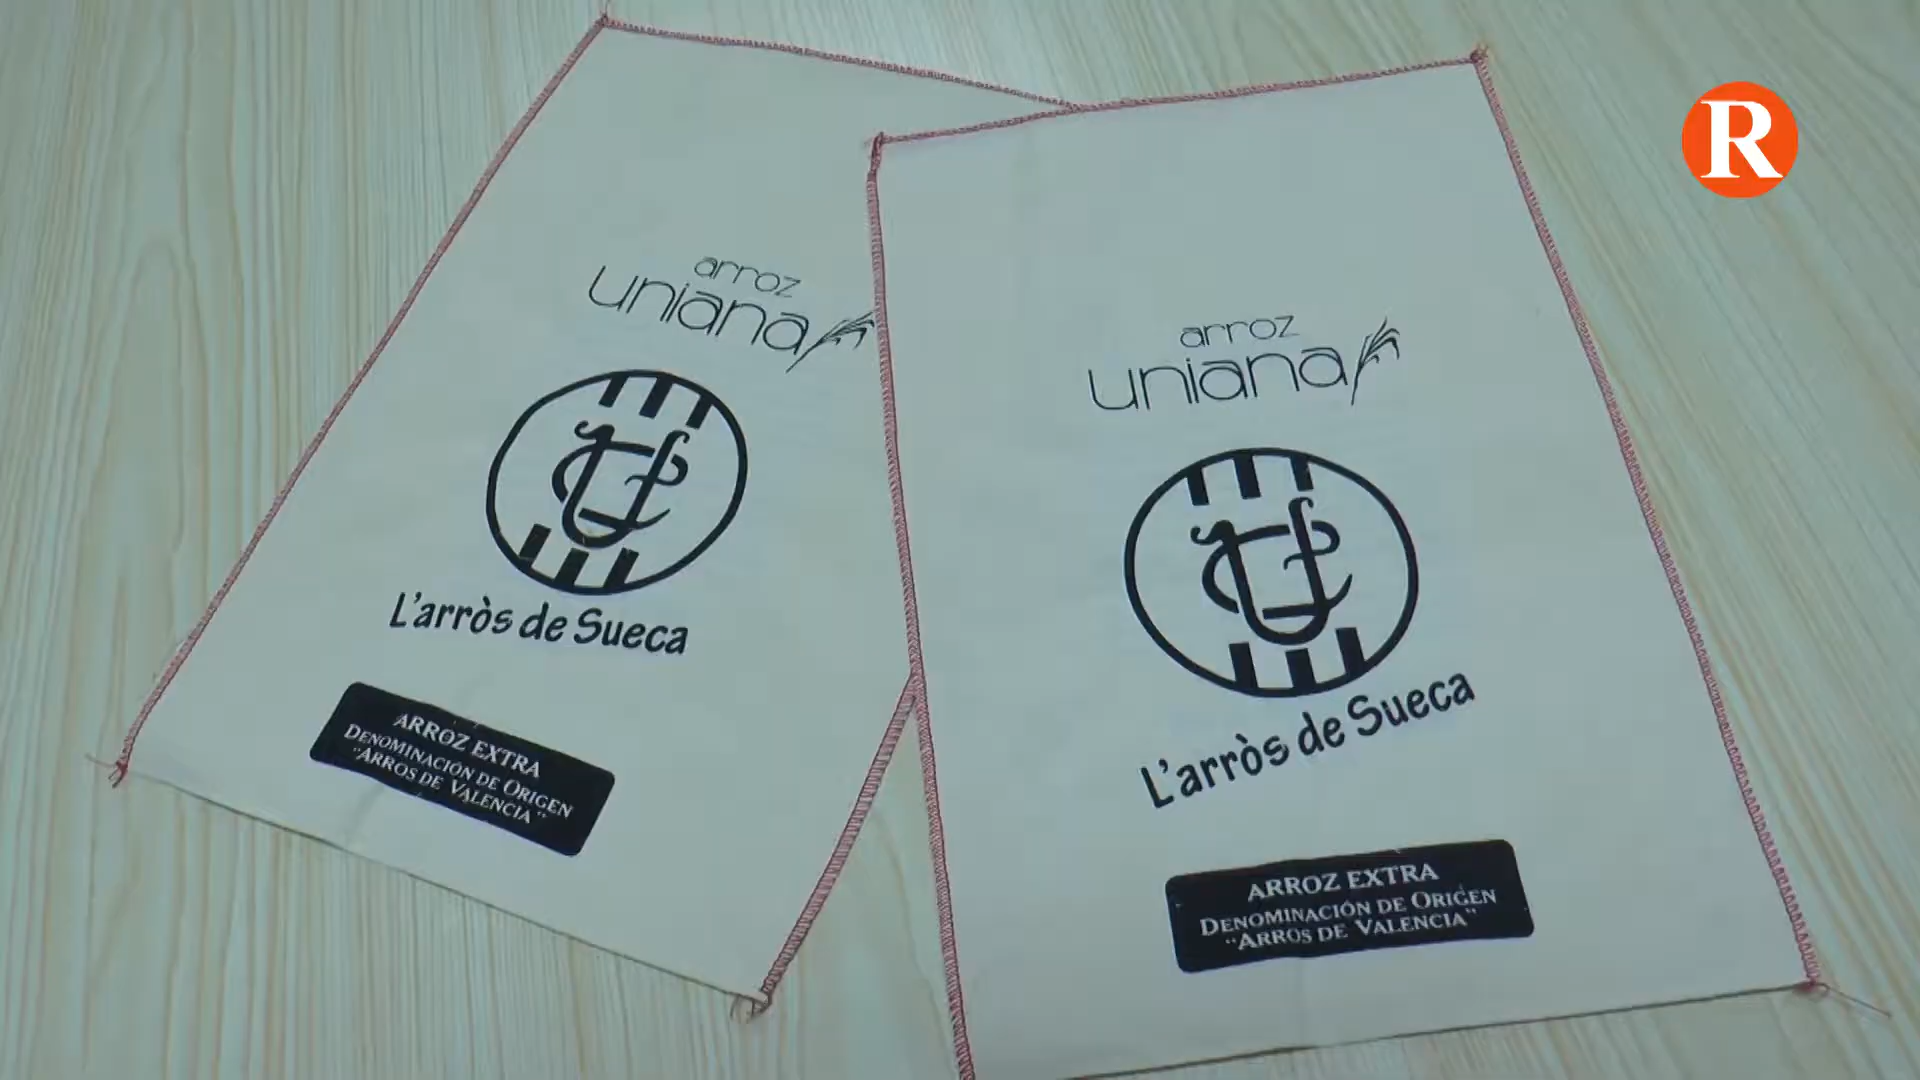 arroz
uniana
L'arròs de Sueca
ARROZ EXTRA
DENOMINACIÓN DE ORIGEN
"ARROS DE VALENCIA"
arroz
uniana
L'arròs de Sueca
ARROZ EXTRA
DENOMINACIÓN DE ORIGEN
"ARROS DE VALENCIA"
R